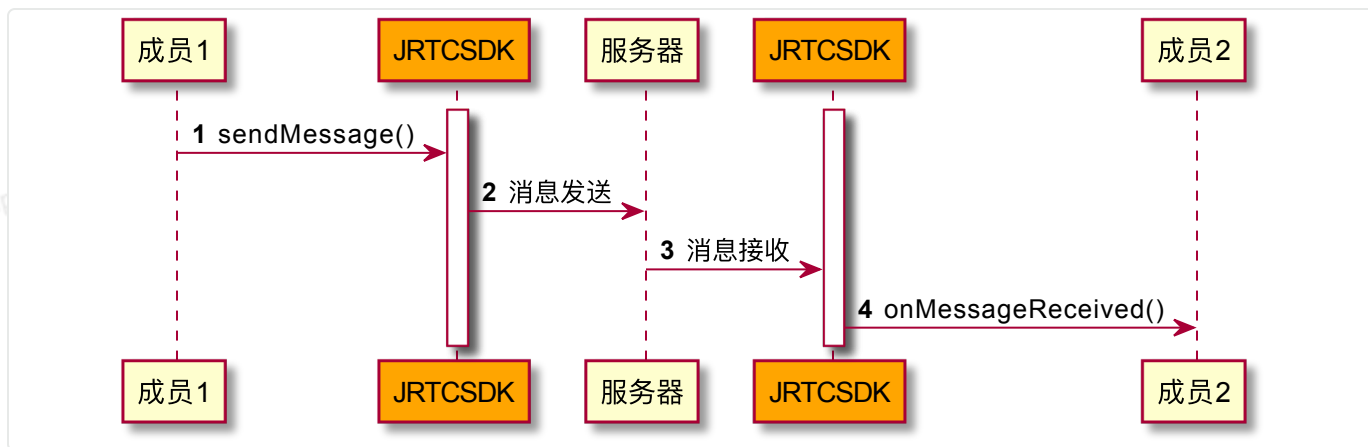 成员1 JRTCSDK 服务器 JRTCSDK 成员2
1 sendMessage()
2 消息发送
3 消息接收
4 onMessageReceived()
成员1 JRTCSDK 服务器 JRTCSDK 成员2